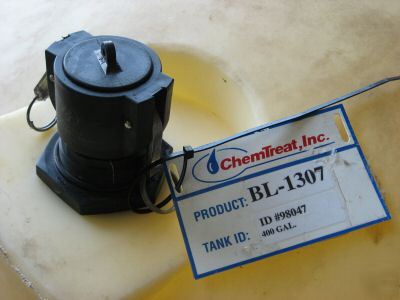 ChemTreat, Inc.
PRODUCT: BL-1307
ID #98047
TANK ID: 400 GAL.